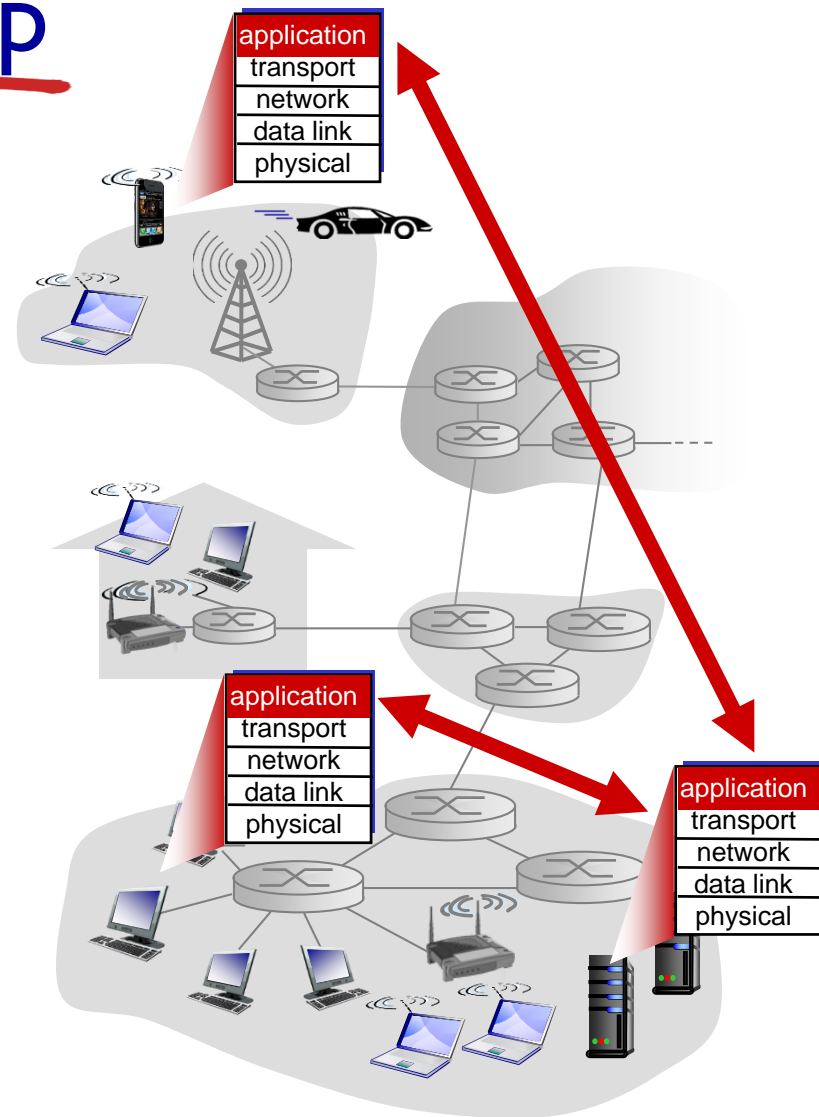 p
application
transport
network
data link
physical
application
transport
network
data link
physical
application
transport
network
data link
physical